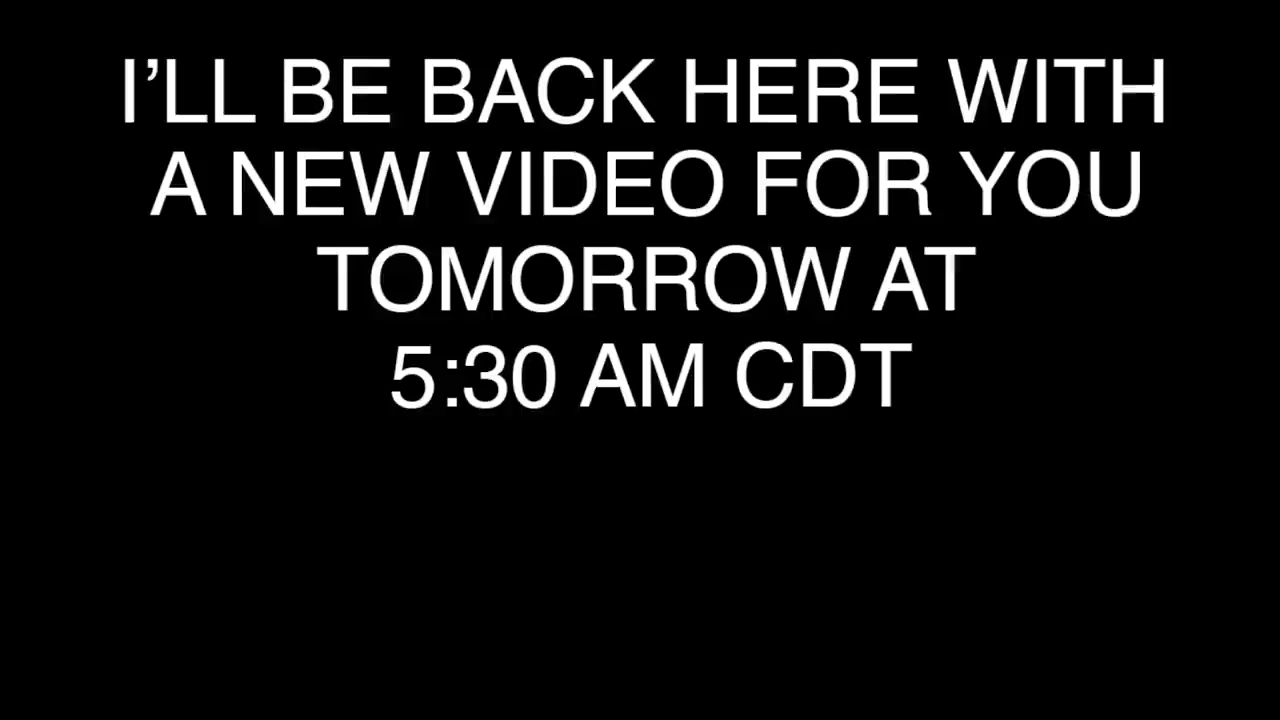 I’LL BE BACK HERE WITH
A NEW VIDEO FOR YOU
TOMORROW AT
5:30 AM CDT